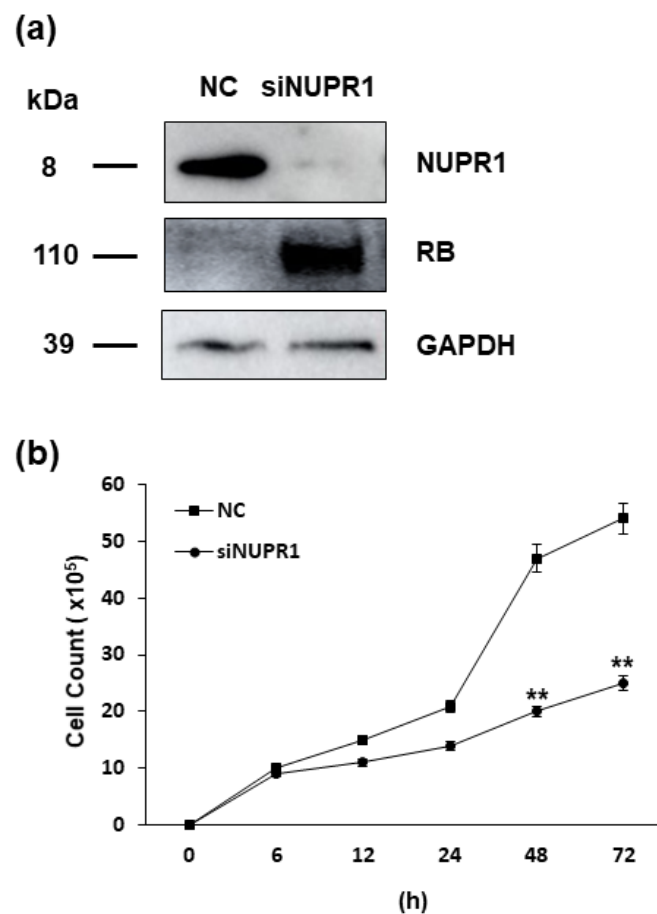 (a)
kDa
NC siNUPR1
8 NUPR1
110 RB
39 GAPDH
(b)
60
50
40
30
20
10
0
Cell Count ( x10⁵)
NC
siNUPR1
**
**
0 6 12 24 48 72
(h)